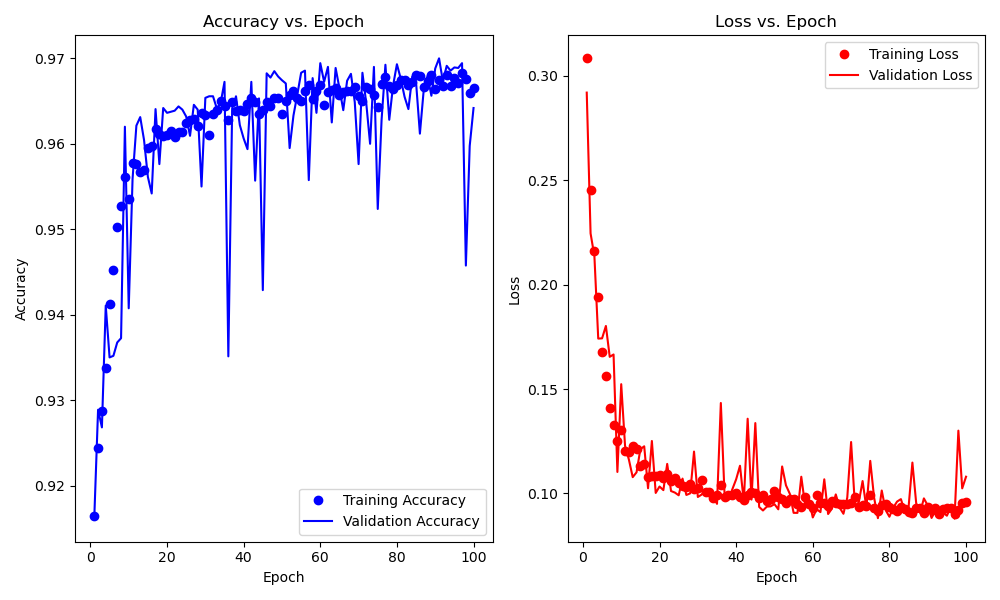 Accuracy vs. Epoch
0.97
0.96
0.95
0.94
0.93
0.92
Accuracy
0
20
40
60
80
100
Epoch
Training Accuracy
Validation Accuracy
Loss vs. Epoch
0.30
0.25
0.20
0.15
0.10
Loss
0
20
40
60
80
100
Epoch
Training Loss
Validation Loss